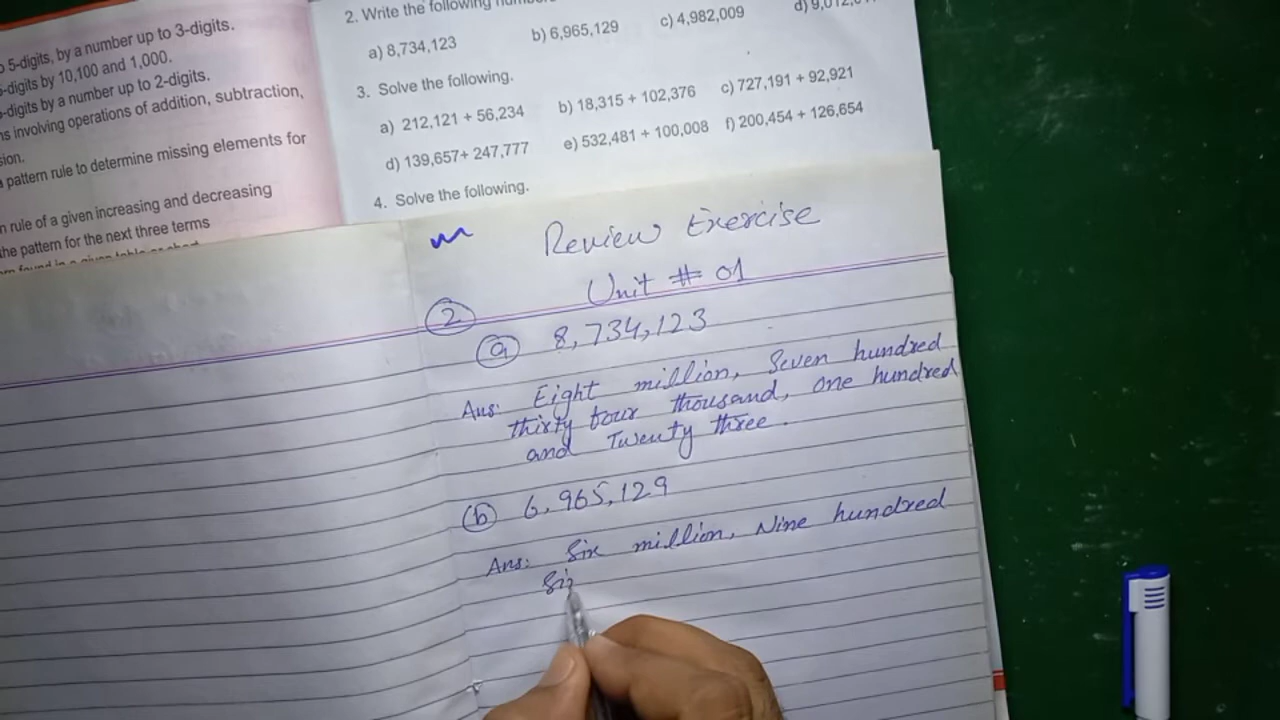 5-digits, by a number up to 3-digits.
-digits by 10,100 and 1,000.
-digits by a number up to 2-digits.
ns involving operations of addition, subtraction,
sion.
a pattern rule to determine missing elements for
n rule of a given increasing and decreasing
the pattern for the next three terms
2. Write the following
a) 8,734,123 b) 6,965,129 c) 4,982,009 d)
3. Solve the following.
a) 212,121 + 56,234 b) 18,315 + 102,376 c) 727,191 + 92,921
d) 139,657+ 247,777 e) 532,481 + 100,008 f) 200,454 + 126,654
4. Solve the following.
Review Exercise
Unit # 01
2
a 8,734,123
Ans: Eight million, Seven hundred
thirty four thousand, one hundred
and Twenty three.
b 6,965,129
Ans: Six million, Nine hundred
Si